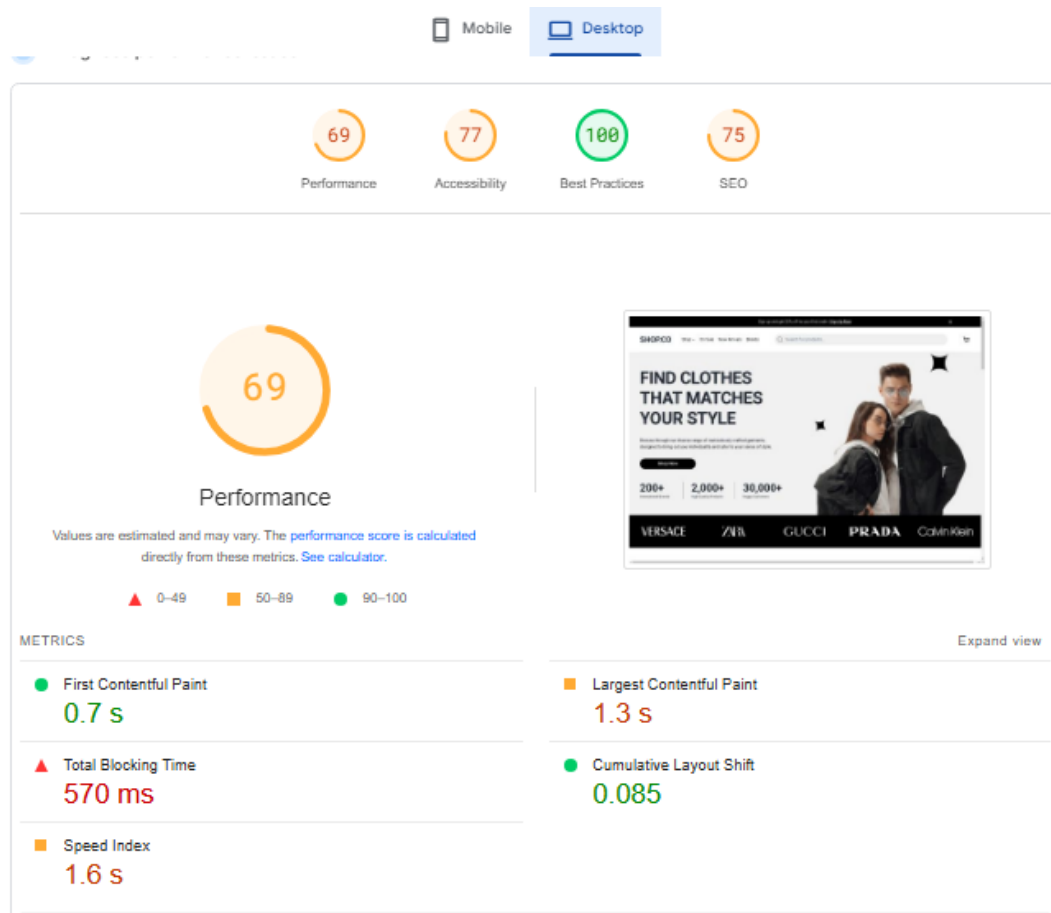 Mobile
Desktop
69
77
100
75
Performance
Accessibility
Best Practices
SEO
69
Performance
Values are estimated and may vary. The performance score is calculated
directly from these metrics. See calculator.
0–49
50–89
90–100
SHOP.CO
FIND CLOTHES
THAT MATCHES
YOUR STYLE
200+
2,000+
30,000+
VERSACE
ZARA
GUCCI
PRADA
Calvin Klein
METRICS
Expand view
First Contentful Paint
0.7 s
Largest Contentful Paint
1.3 s
Total Blocking Time
570 ms
Cumulative Layout Shift
0.085
Speed Index
1.6 s